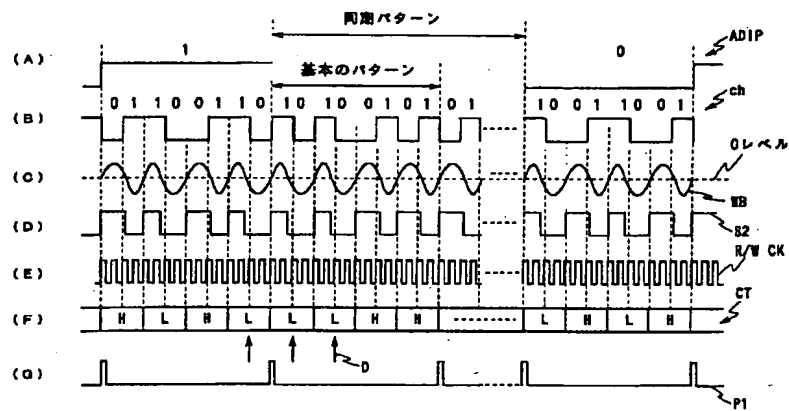 同期パターン
ADIP
(A) 1 0
基本のパターン
ch
0 1 1 0 0 1 1 0 1 0 1 0 0 1 0 1 0 1 1 0 0 1 1 0 0 1
(B)
0レベル
(C)
WB
(D)
S2
R/W CK
(E)
CT
(F) H L H L L L H H L H L H
D
(G)
P1